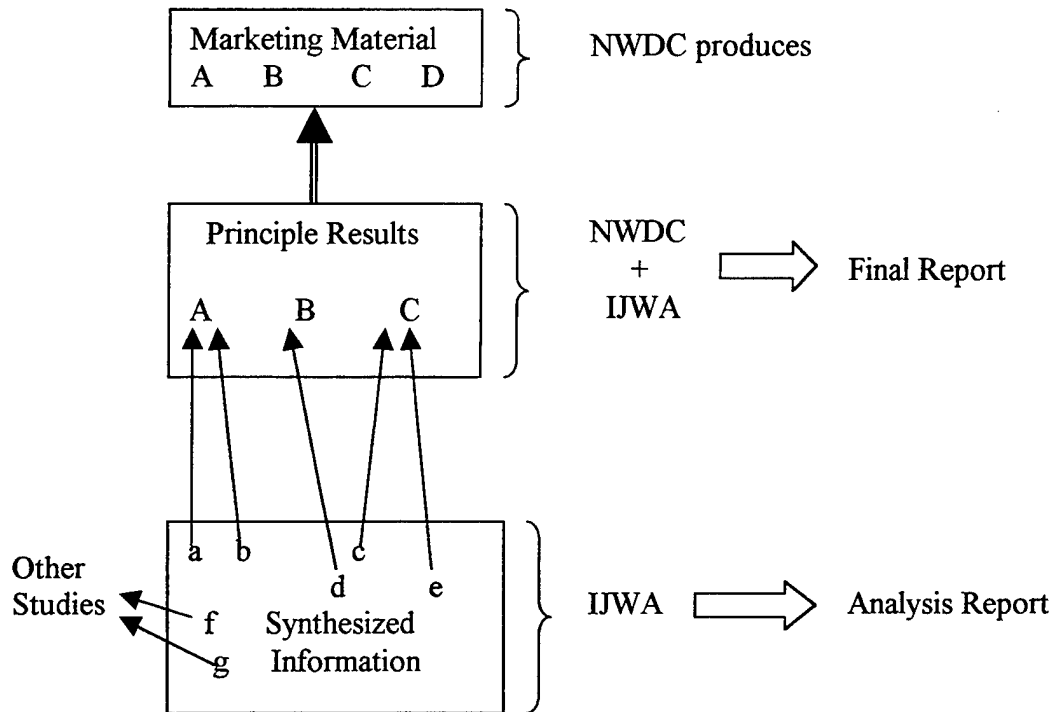 Marketing Material
A B C D
NWDC produces
Principle Results
A B C
NWDC
+
IJWA
Final Report
a b c
d e
Other
Studies
f Synthesized
g Information
IJWA
Analysis Report